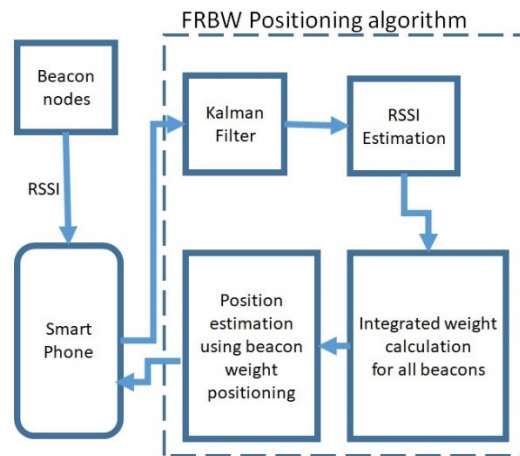 FRBW Positioning algorithm
Beacon
nodes
RSSI
Smart
Phone
Kalman
Filter
RSSI
Estimation
Integrated weight
calculation
for all beacons
Position
estimation
using beacon
weight
positioning